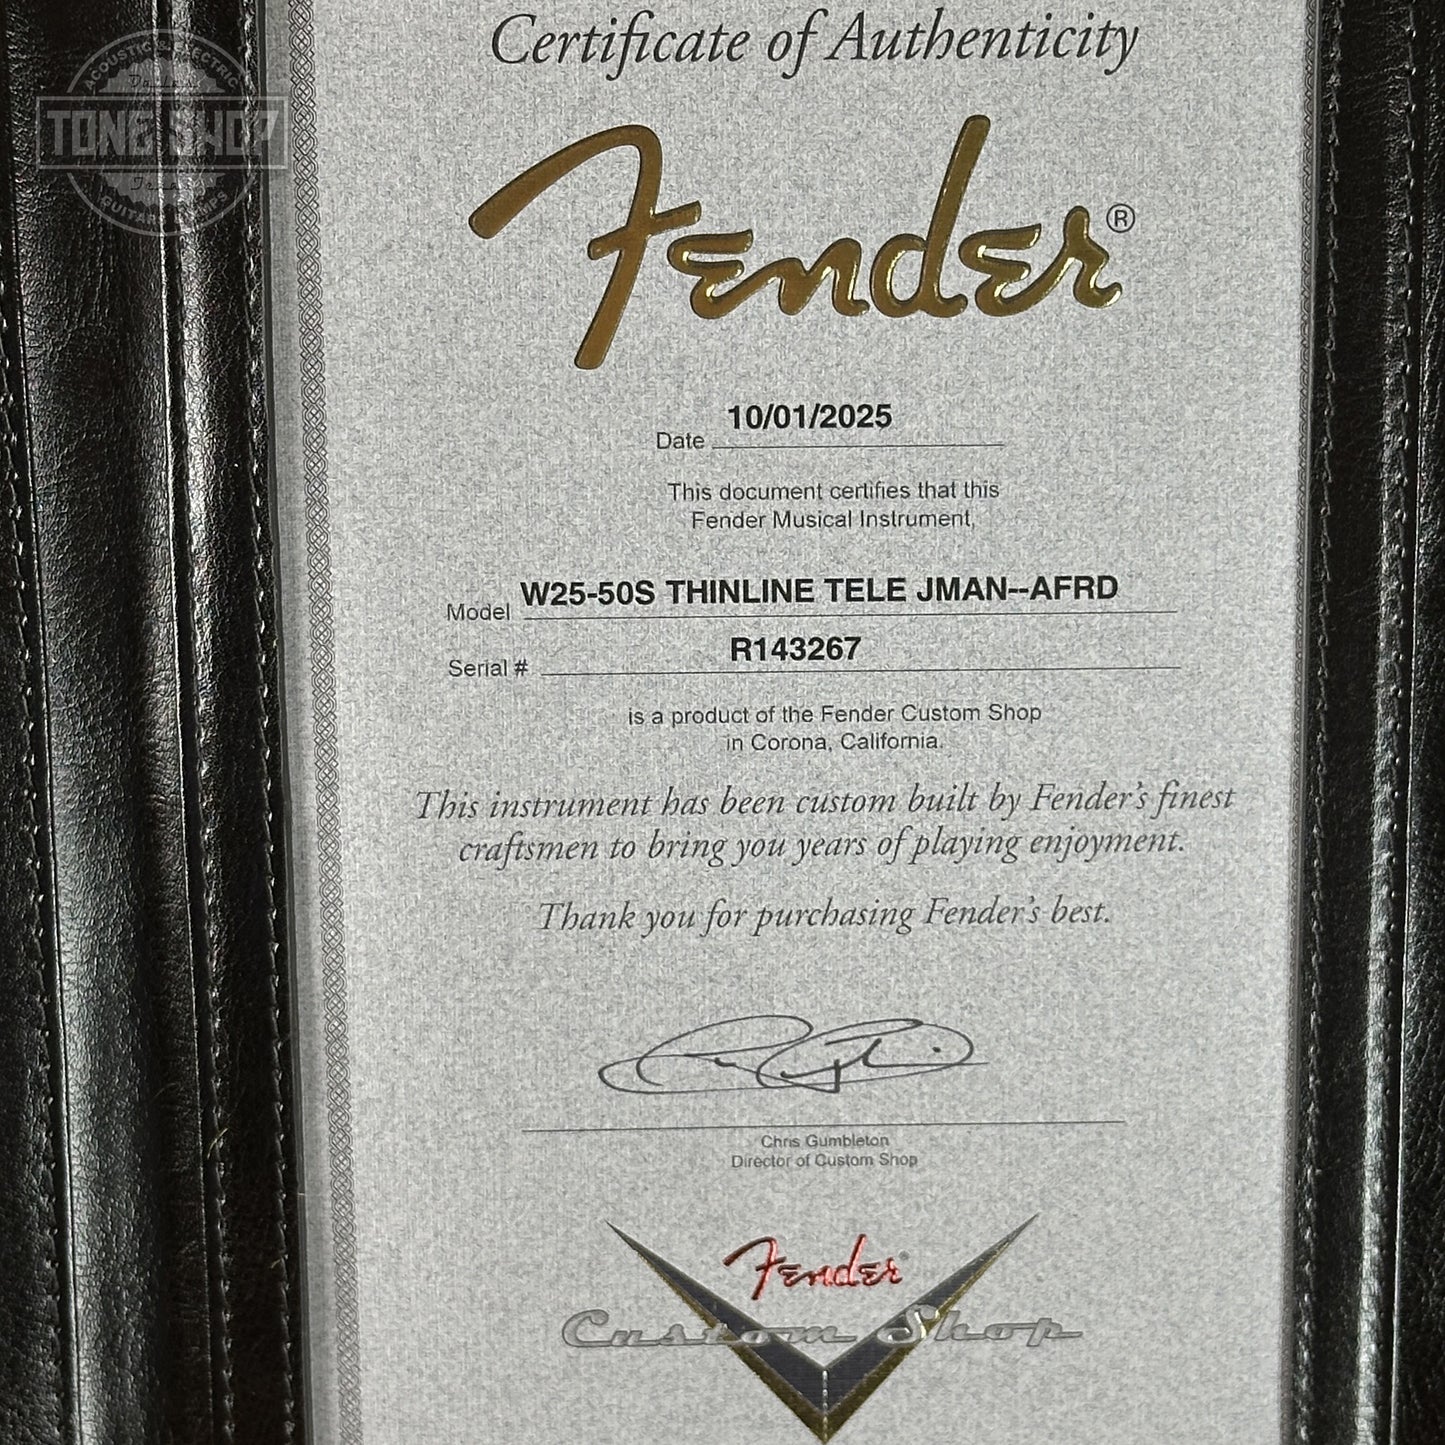 Certificate of Authenticity
ACOUSTIC & ELECTRIC
TONE SHOP
Fender®
10/01/2025
Date
This document certifies that this
Fender Musical Instrument,
Model W25-50S THINLINE TELE JMAN--AFRD
Serial # R143267
is a product of the Fender Custom Shop
in Corona, California.
This instrument has been custom built by Fender's finest
craftsmen to bring you years of playing enjoyment.
Thank you for purchasing Fender's best.
Chris Gumbleton
Director of Custom Shop
Fender
Custom Shop